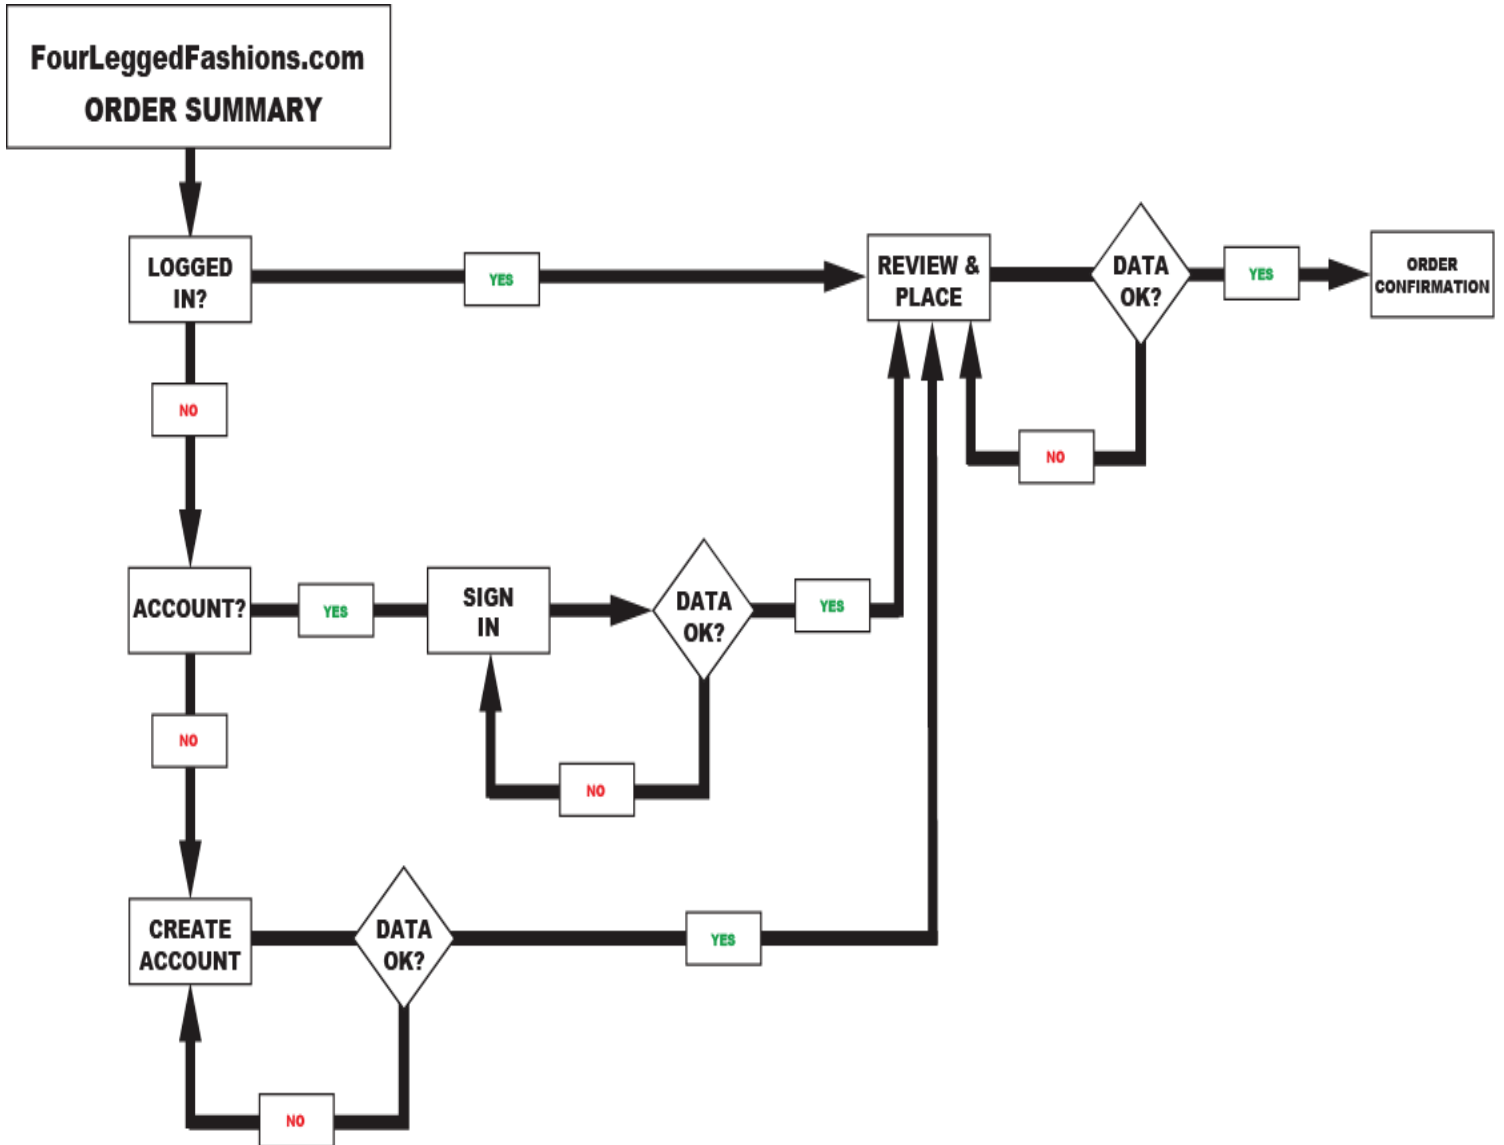 FourLeggedFashions.com
ORDER SUMMARY
LOGGED
IN?
YES
REVIEW &
PLACE
DATA
OK?
YES
ORDER
CONFIRMATION
NO
NO
ACCOUNT?
YES
SIGN
IN
DATA
OK?
YES
NO
NO
CREATE
ACCOUNT
DATA
OK?
YES
NO